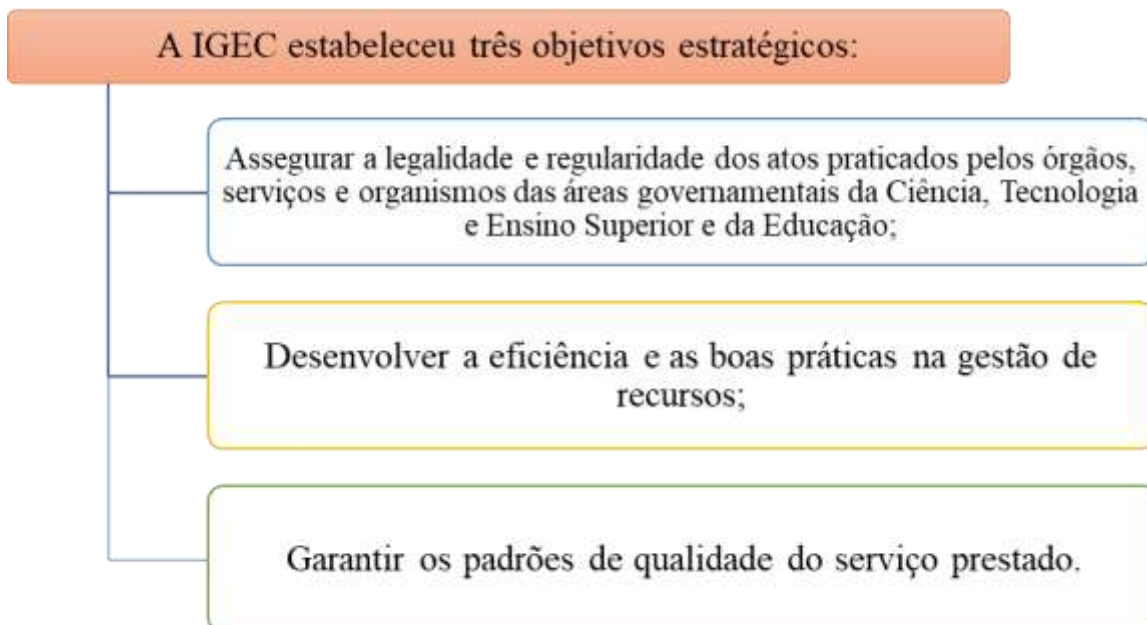 A IGEC estabeleceu três objetivos estratégicos:
Assegurar a legalidade e regularidade dos atos praticados pelos órgãos,
serviços e organismos das áreas governamentais da Ciência, Tecnologia
e Ensino Superior e da Educação;
Desenvolver a eficiência e as boas práticas na gestão de
recursos;
Garantir os padrões de qualidade do serviço prestado.